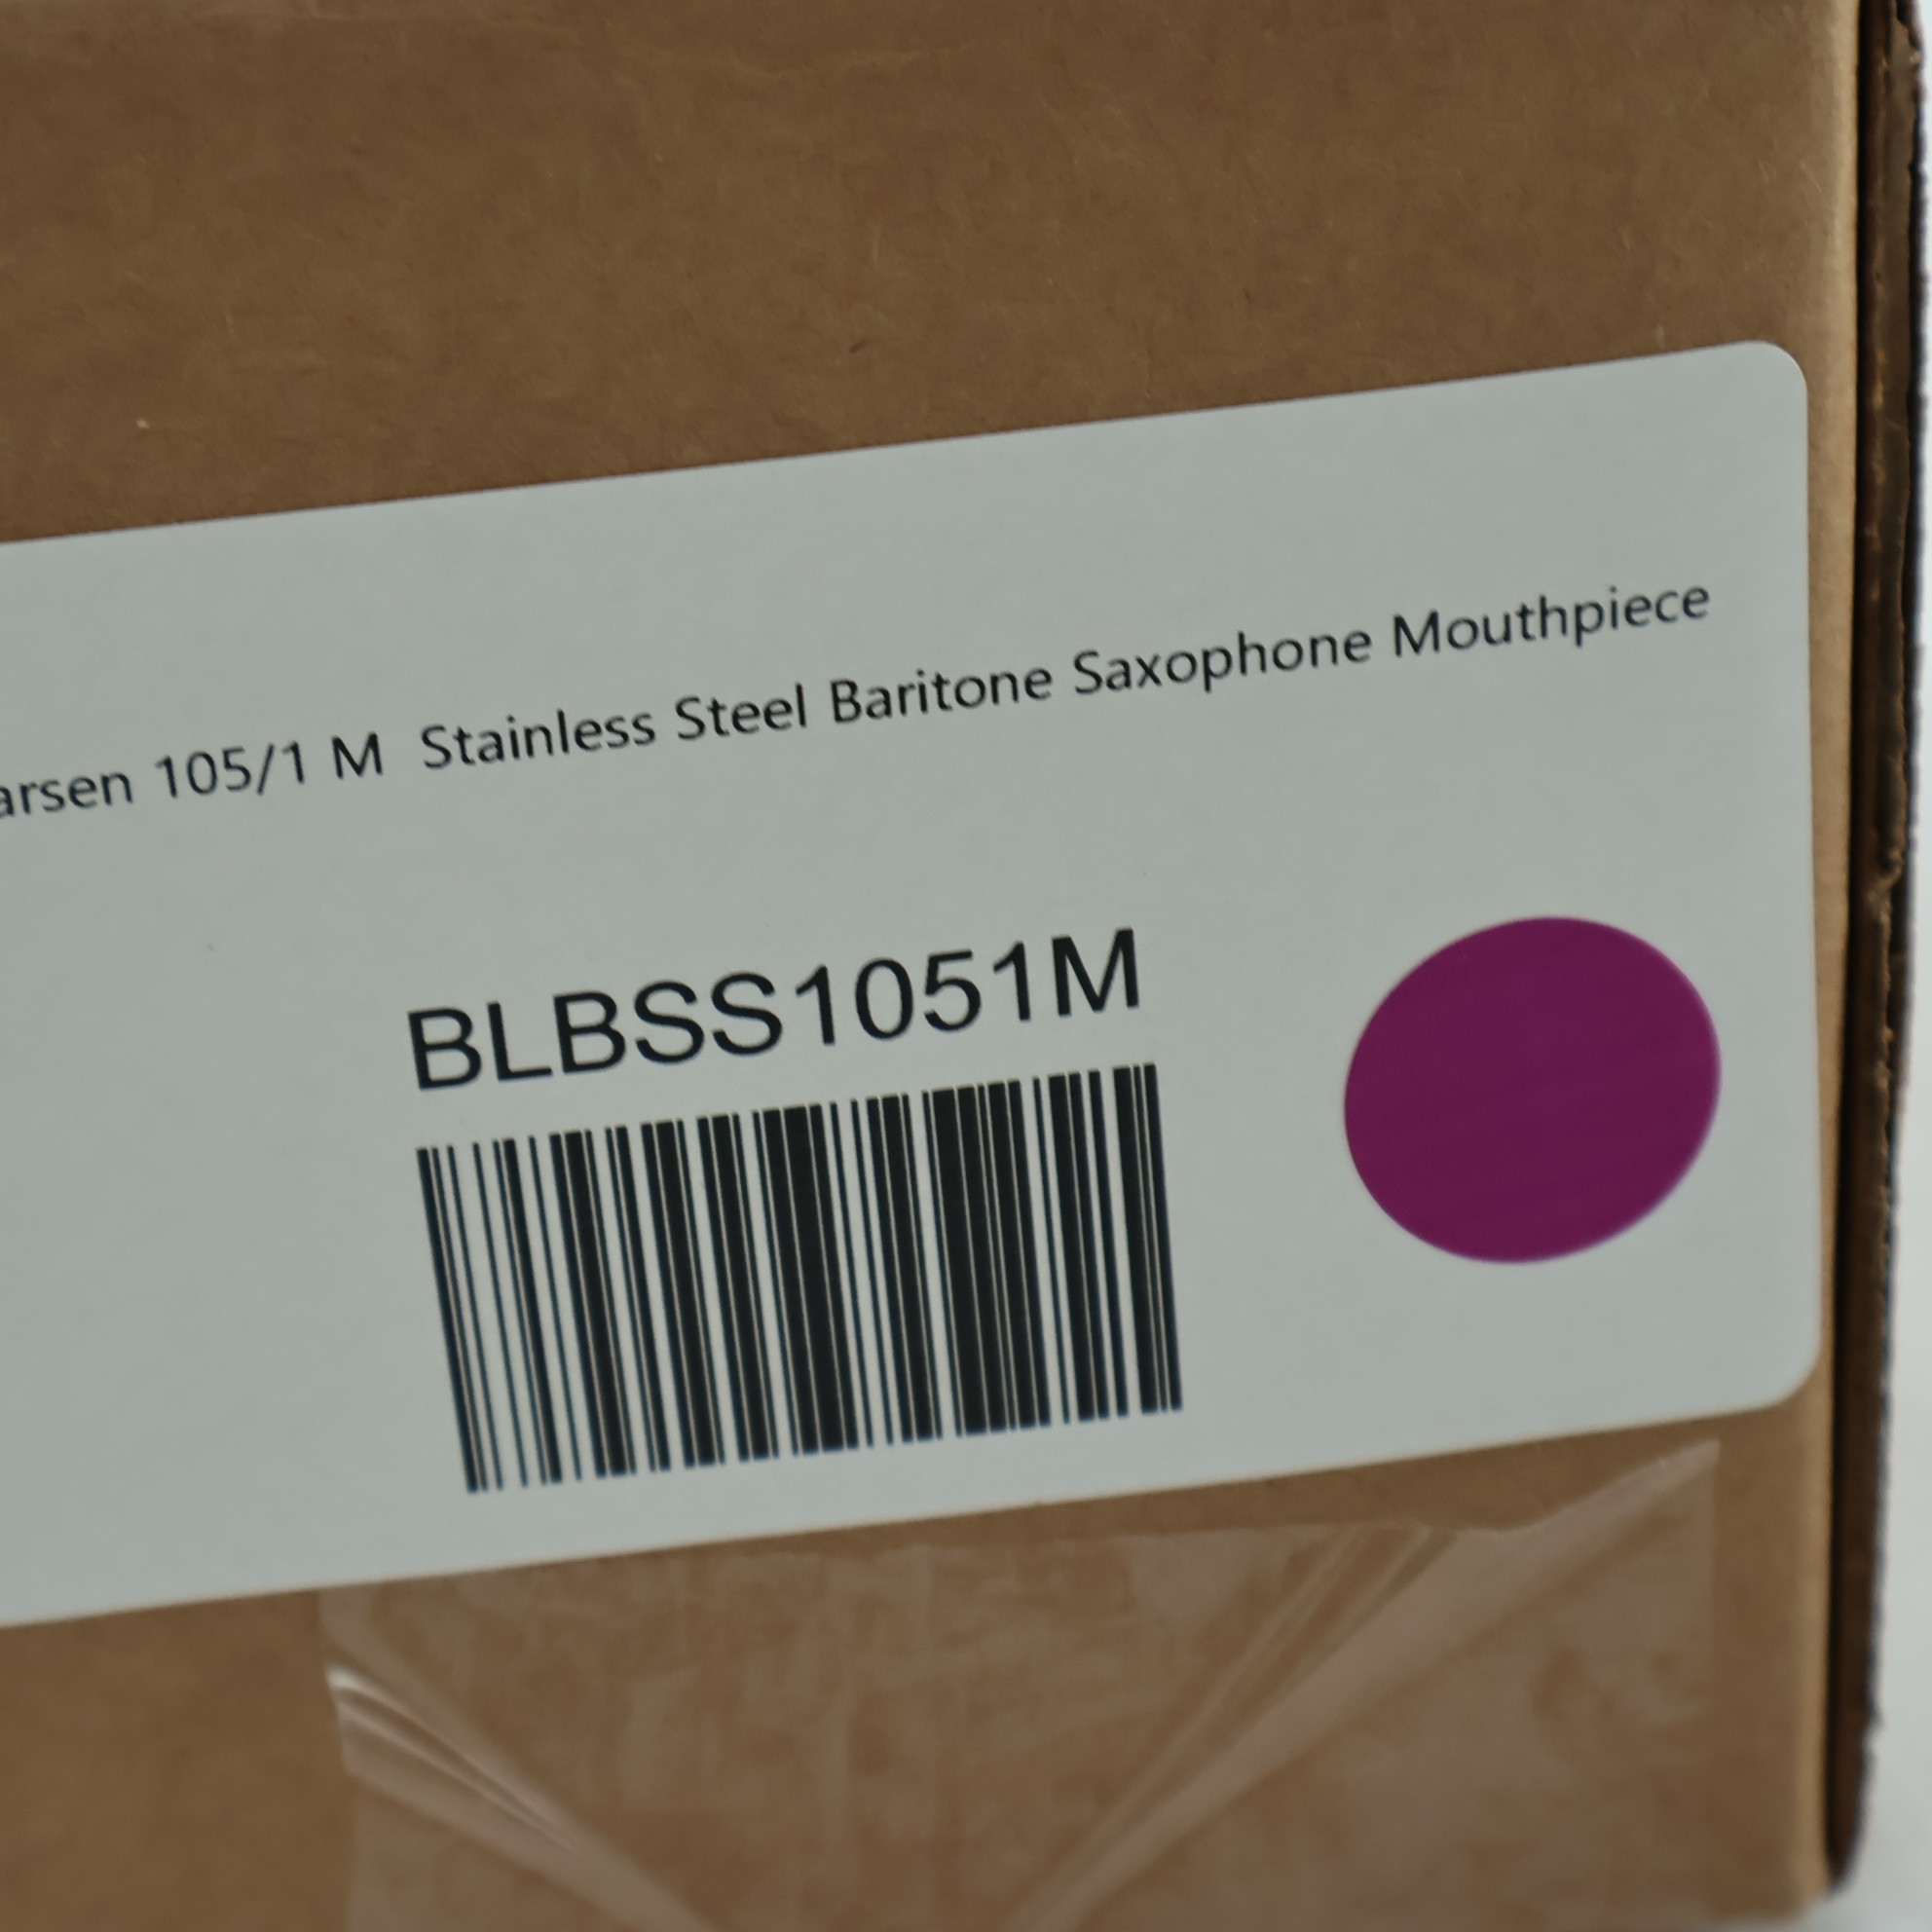 arsen 105/1 M Stainless Steel Baritone Saxophone Mouthpiece
BLBSS1051M